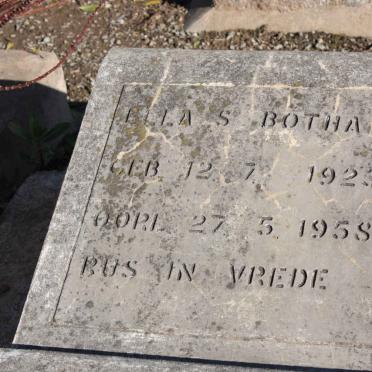 ELLA S. BOTHA
GEB. 12. 7. 1923
OORL. 27. 5. 1958
RUS IN VREDE